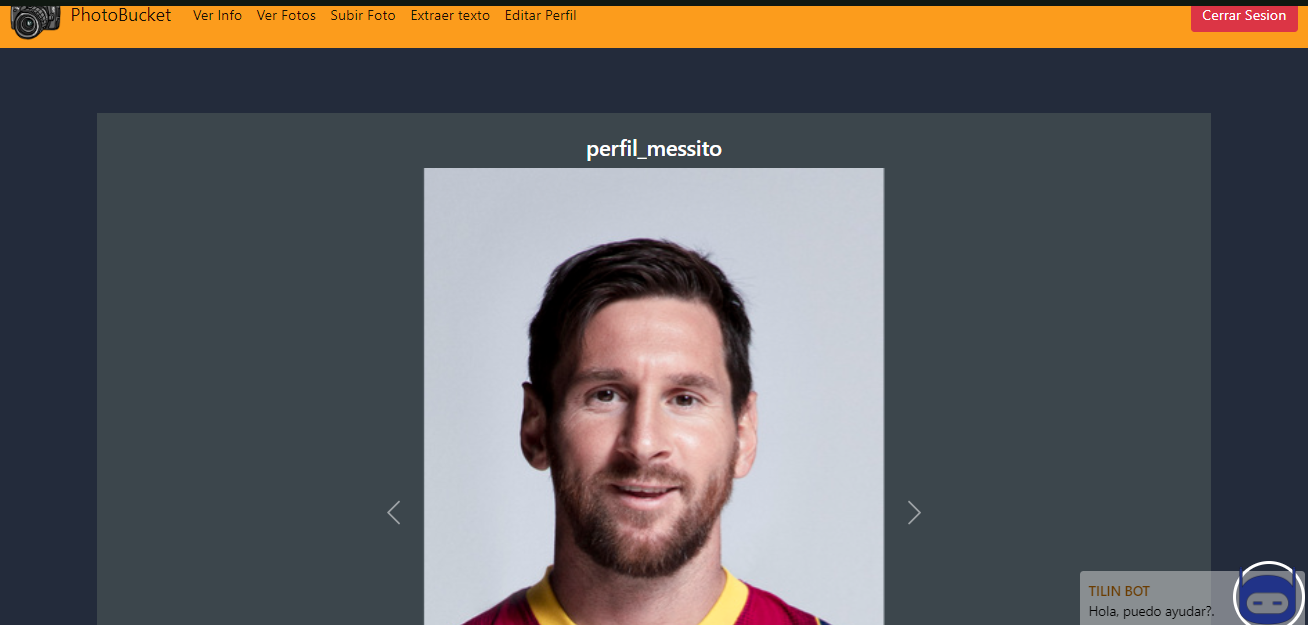 PhotoBucket Ver Info Ver Fotos Subir Foto Extraer texto Editar Perfil Cerrar Sesion
perfil_messito
TILIN BOT
Hola, puedo ayudar?.